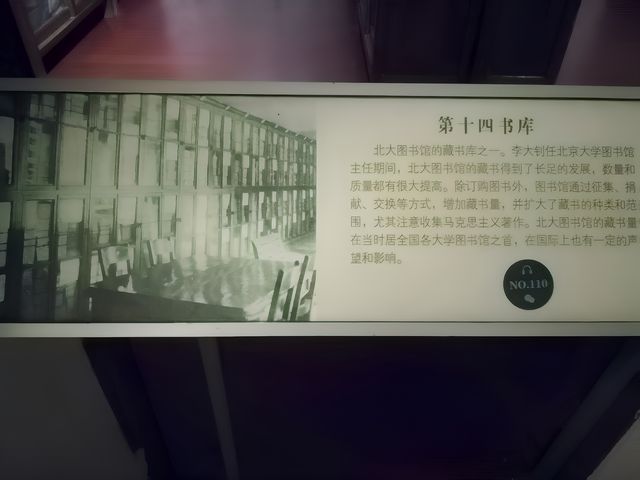 第十四书库
北大图书馆的藏书库之一。李大钊任北京大学图书馆
主任期间，北大图书馆的藏书得到了长足的发展，数量和
质量都有很大提高。除订购图书外，图书馆通过征集、捐
献、交换等方式，增加藏书量，并扩大了藏书的种类和范
围，尤其注意收集马克思主义著作。北大图书馆的藏书量
在当时居全国各大学图书馆之首，在国际上也有一定的声
望和影响。
NO.110